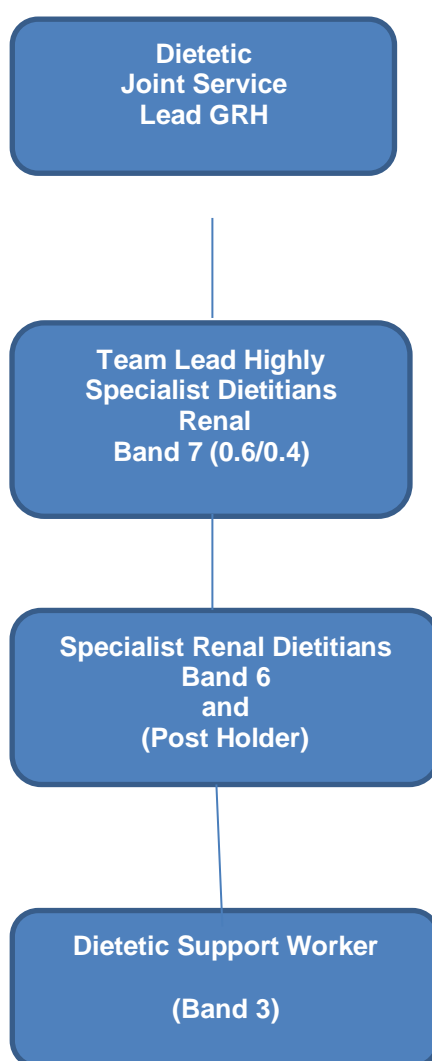 Dietetic
Joint Service
Lead GRH
Team Lead Highly
Specialist Dietitians
Renal
Band 7 (0.6/0.4)
Specialist Renal Dietitians
Band 6
and
(Post Holder)
Dietetic Support Worker
(Band 3)